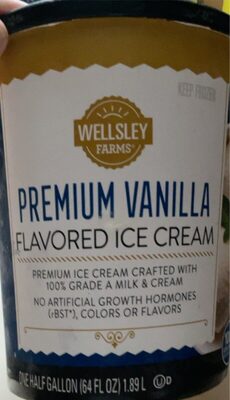 KEEP FROZEN
WELLSLEY
FARMS®
PREMIUM VANILLA
FLAVORED ICE CREAM
PREMIUM ICE CREAM CRAFTED WITH
100% GRADE A MILK & CREAM
NO ARTIFICIAL GROWTH HORMONES
(rBST*), COLORS OR FLAVORS
ONE HALF GALLON (64 FL OZ) 1.89 L ⓊD